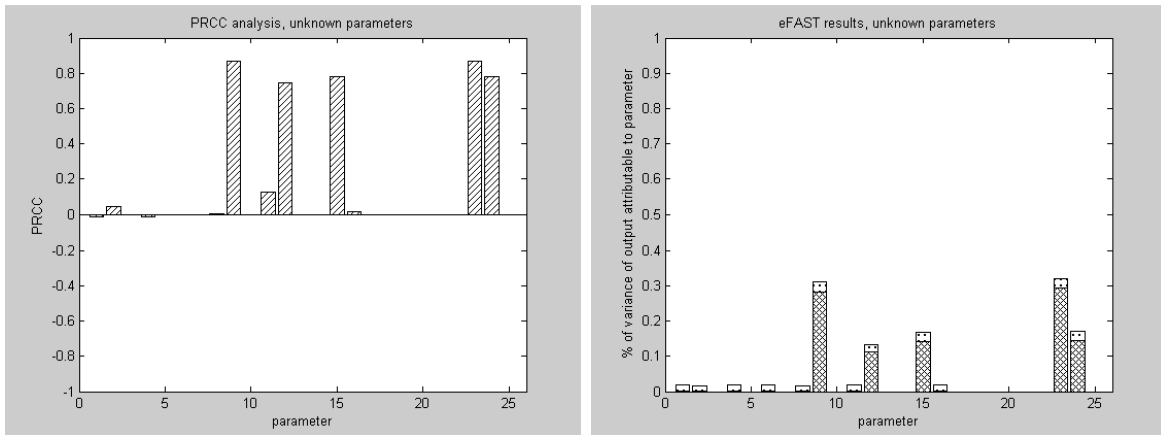 PRCC analysis, unknown parameters
1
0.8
0.6
0.4
0.2
0
-0.2
-0.4
-0.6
-0.8
-1
PRCC
0 5 10 15 20 25
parameter
eFAST results, unknown parameters
1
0.9
0.8
0.7
0.6
0.5
0.4
0.3
0.2
0.1
0
% of variance of output attributable to parameter
0 5 10 15 20 25
parameter